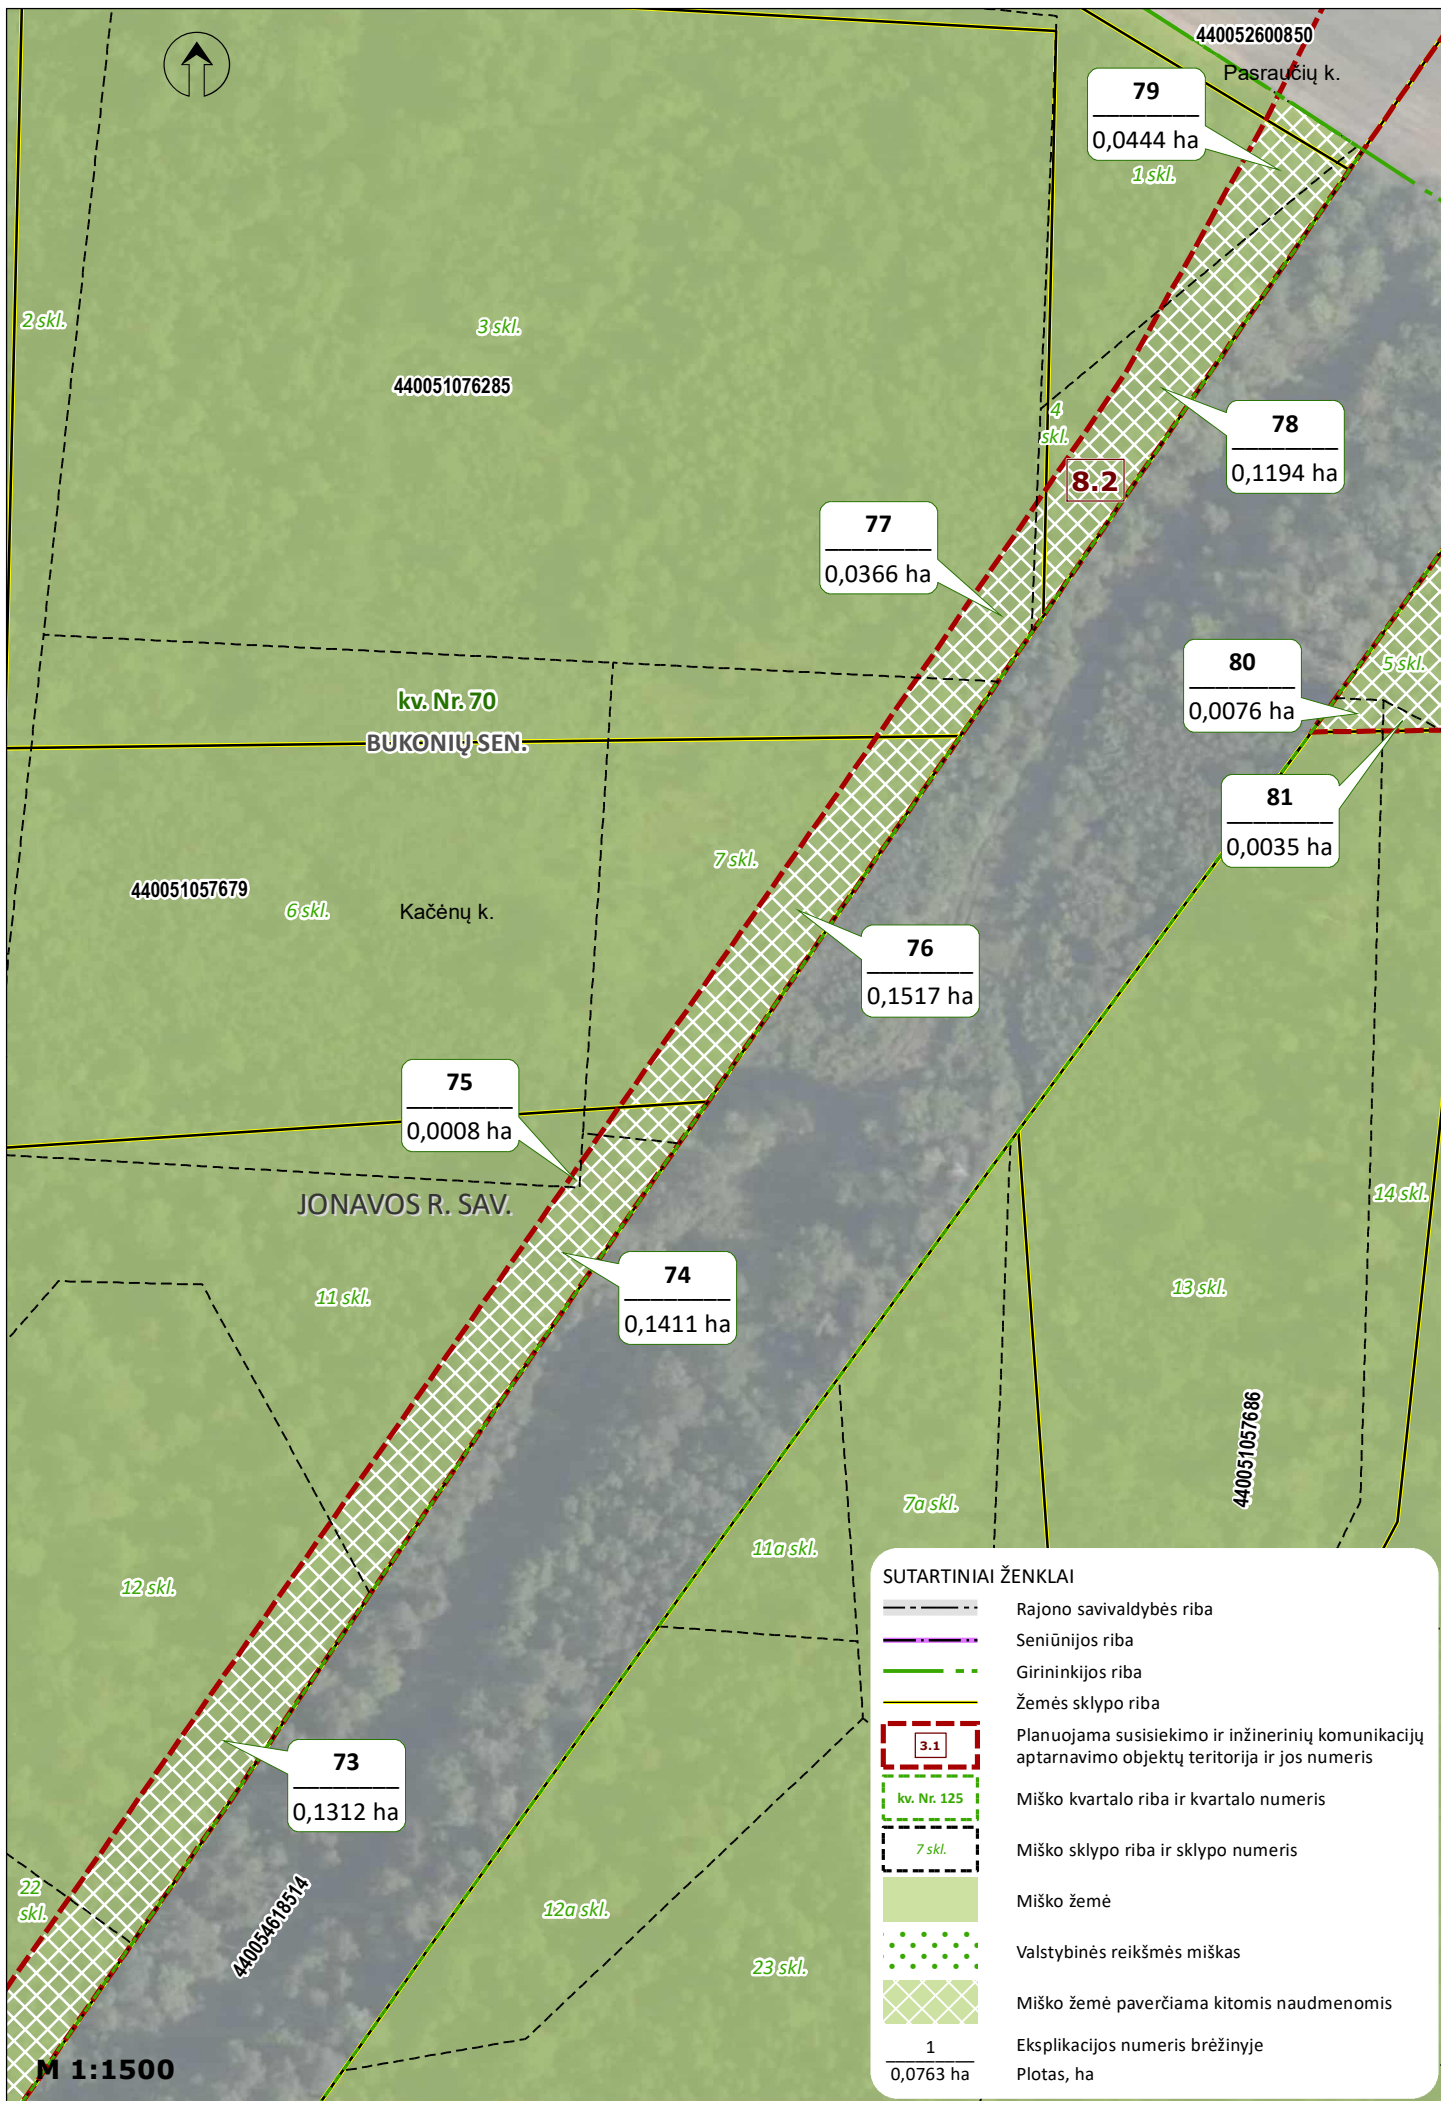 440052600850
Pasraučių k.
79
0,0444 ha
1 skl.
2 skl.
3 skl.
440051076285
4
skl.
78
0,1194 ha
8.2
77
0,0366 ha
80
0,0076 ha
5 skl.
kv. Nr. 70
BUKONIŲ SEN.
81
0,0035 ha
7 skl.
440051057679
6 skl.
Kačėnų k.
76
0,1517 ha
75
0,0008 ha
JONAVOS R. SAV.
14 skl.
74
0,1411 ha
11 skl.
13 skl.
440051057686
7a skl.
11a skl.
12 skl.
73
0,1312 ha
22
skl.
440054618514
12a skl.
23 skl.
M 1:1500
SUTARTINIAI ŽENKLAI
Rajono savivaldybės riba
Seniūnijos riba
Girininkijos riba
Žemės sklypo riba
3.1
Planuojama susisiekimo ir inžinerinių komunikacijų
aptarnavimo objektų teritorija ir jos numeris
kv. Nr. 125
Miško kvartalo riba ir kvartalo numeris
7 skl.
Miško sklypo riba ir sklypo numeris
Miško žemė
Valstybinės reikšmės miškas
Miško žemė paverčiama kitomis naudmenomis
1
Eksplikacijos numeris brėžinyje
0,0763 ha
Plotas, ha